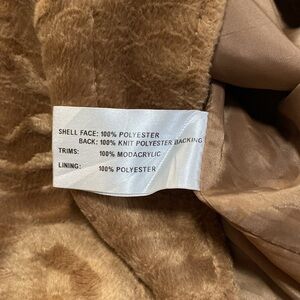 SHELL FACE: 100% POLYESTER
BACK: 100% KNIT POLYESTER BACKING
TRIMS: 100% MODACRYLIC
LINING: 100% POLYESTER